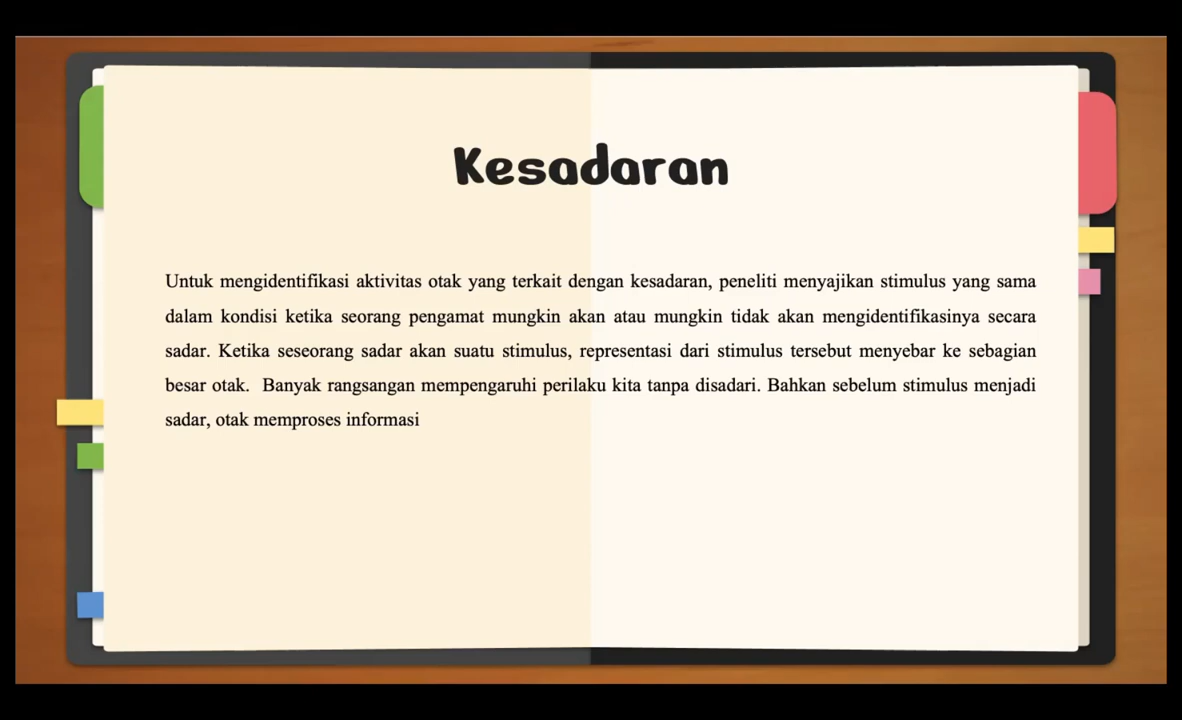 Kesadaran
Untuk mengidentifikasi aktivitas otak yang terkait dengan kesadaran, peneliti menyajikan stimulus yang sama
dalam kondisi ketika seorang pengamat mungkin akan atau mungkin tidak akan mengidentifikasinya secara
sadar. Ketika seseorang sadar akan suatu stimulus, representasi dari stimulus tersebut menyebar ke sebagian
besar otak.  Banyak rangsangan mempengaruhi perilaku kita tanpa disadari. Bahkan sebelum stimulus menjadi
sadar, otak memproses informasi